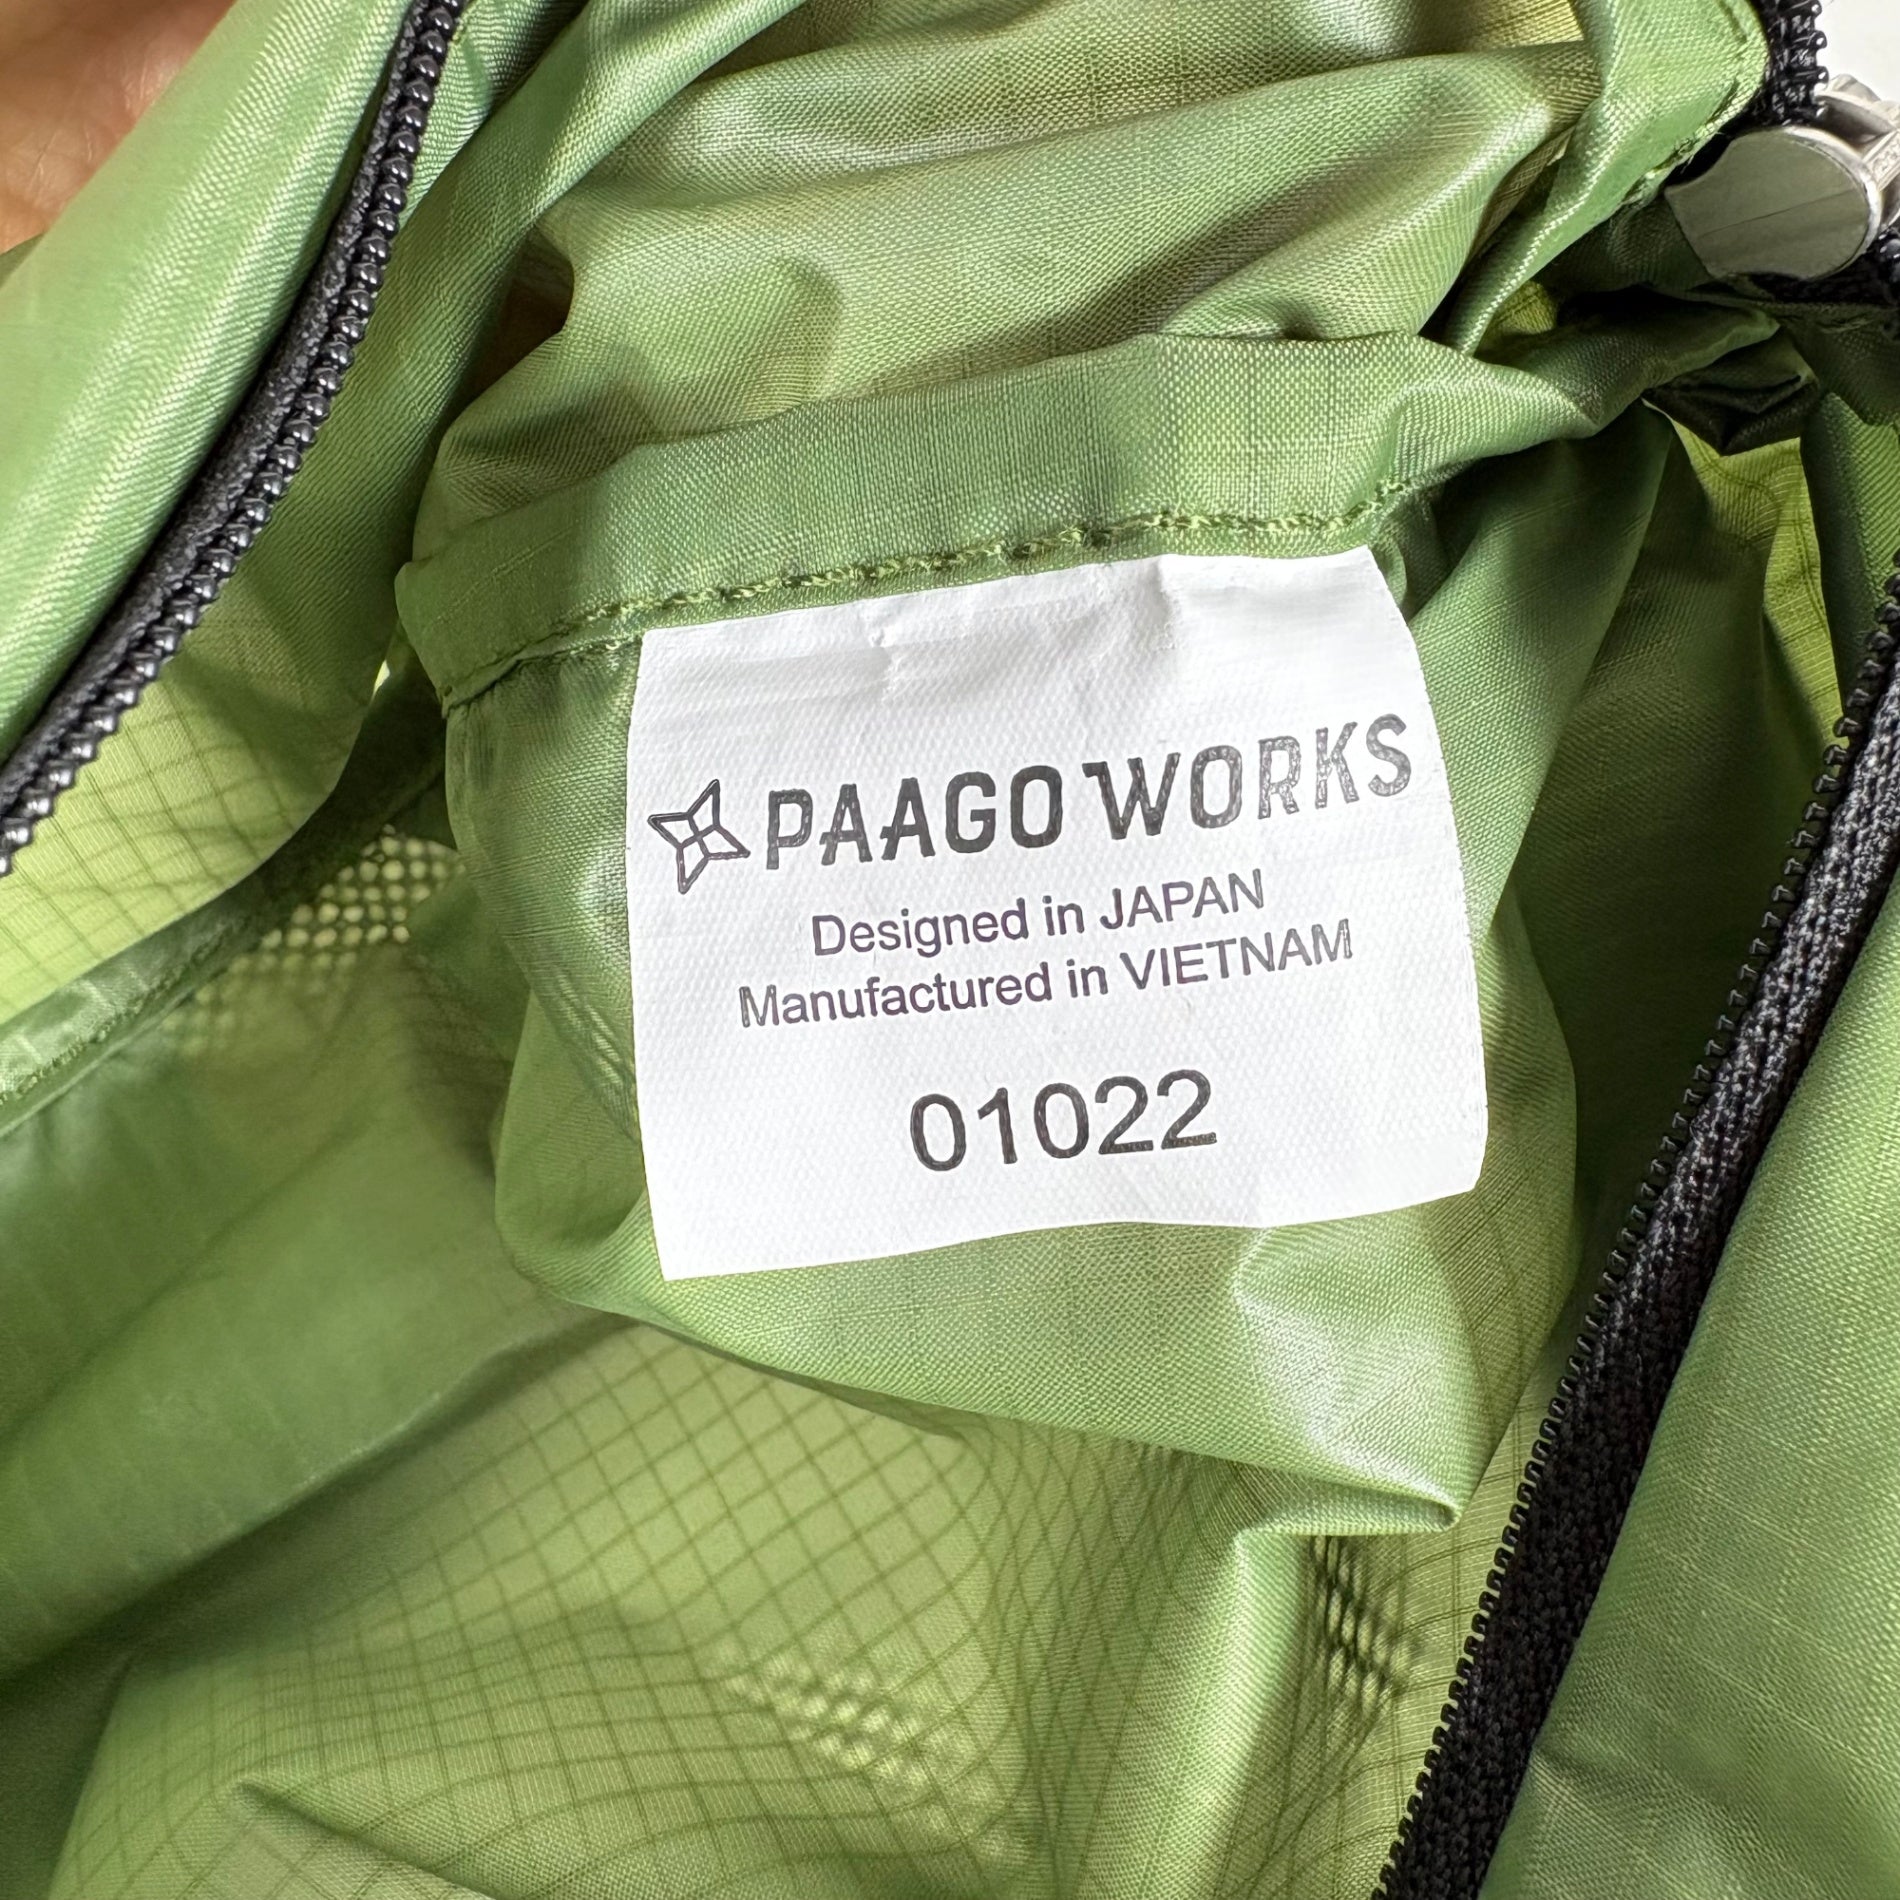 PAAGO WORKS
Designed in JAPAN
Manufactured in VIETNAM
01022